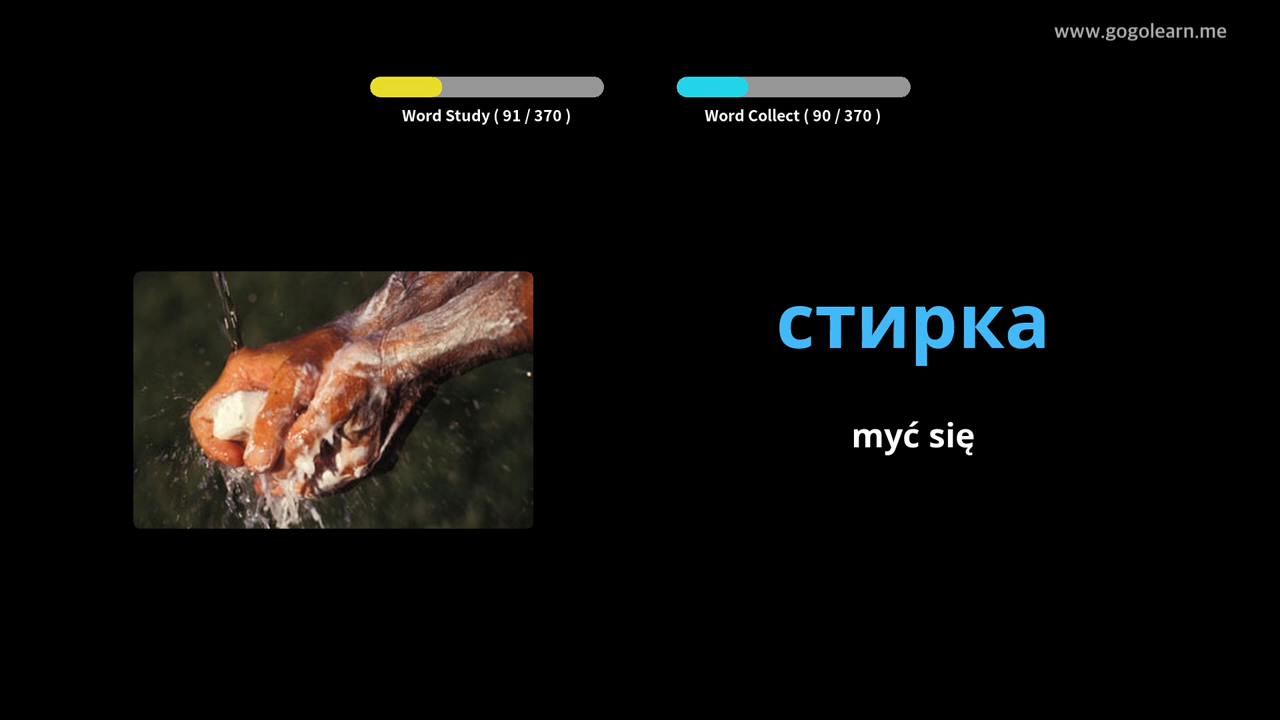 www.gogolearn.me
Word Study ( 91 / 370 )
Word Collect ( 90 / 370 )
стирка
myć się